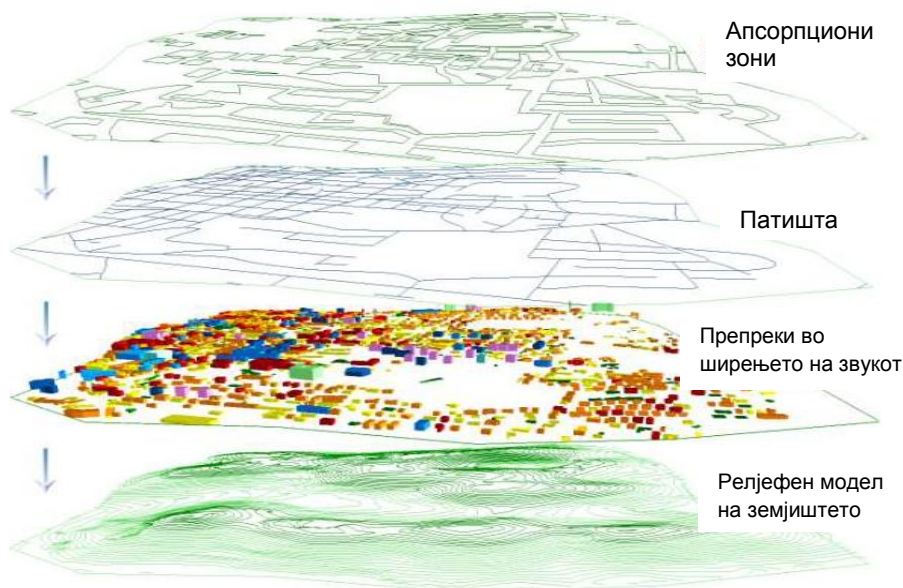 Апсорпциони
зони
Патишта
Препреки во
ширењето на звукот
Релјефен модел
на земјиштето